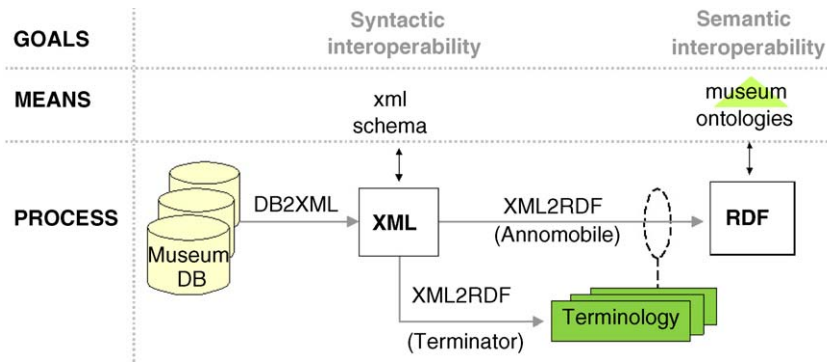 GOALS
Syntactic
interoperability
Semantic
interoperability
MEANS
xml
schema
museum
ontologies
PROCESS
Museum
DB
DB2XML
XML
XML2RDF
(Annomobile)
RDF
XML2RDF
(Terminator)
Terminology